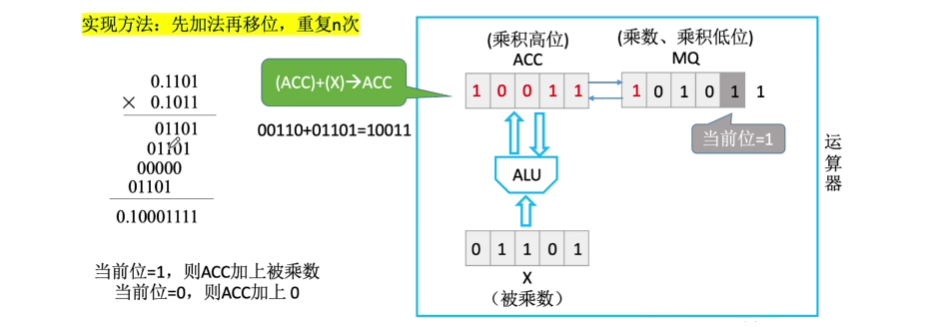 实现方法：先加法再移位，重复n次
0.1101
× 0.1011
01101
01101
00000
01101
0.10001111
当前位=1，则ACC加上被乘数
当前位=0，则ACC加上 0
(ACC)+(X)→ACC
00110+01101=10011
(乘积高位)
ACC
(乘数、乘积低位)
MQ
1 0 0 1 1
1 0 1 0 1 1
当前位=1
ALU
0 1 1 0 1
X
（被乘数）
运算器